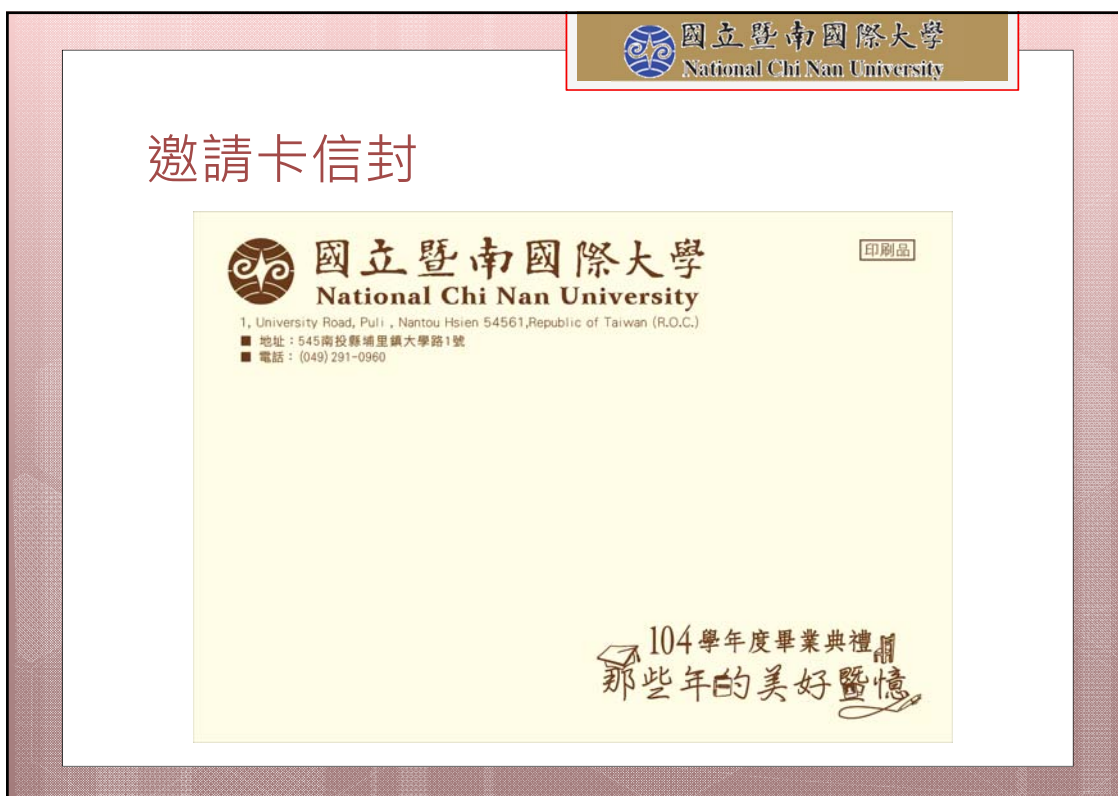 國立暨南國際大學
National Chi Nan University
邀請卡信封
國立暨南國際大學
印刷品
National Chi Nan University
1, University Road, Puli , Nantou Hsien 54561,Republic of Taiwan (R.O.C.)
■ 地址：545南投縣埔里鎮大學路1號
■ 電話：(049) 291-0960
104學年度畢業典禮
那些年的美好暨憶